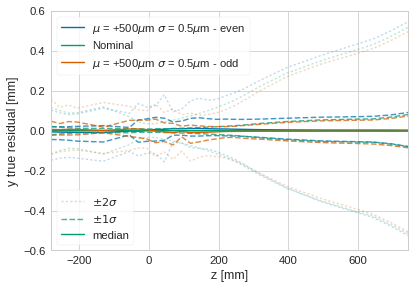 0.6
0.4
0.2
0.0
−0.2
−0.4
−0.6
y true residual [mm]
μ = +500μm σ = 0.5μm - even
Nominal
μ = +500μm σ = 0.5μm - odd
±2σ
±1σ
median
−200 0 200 400 600
z [mm]